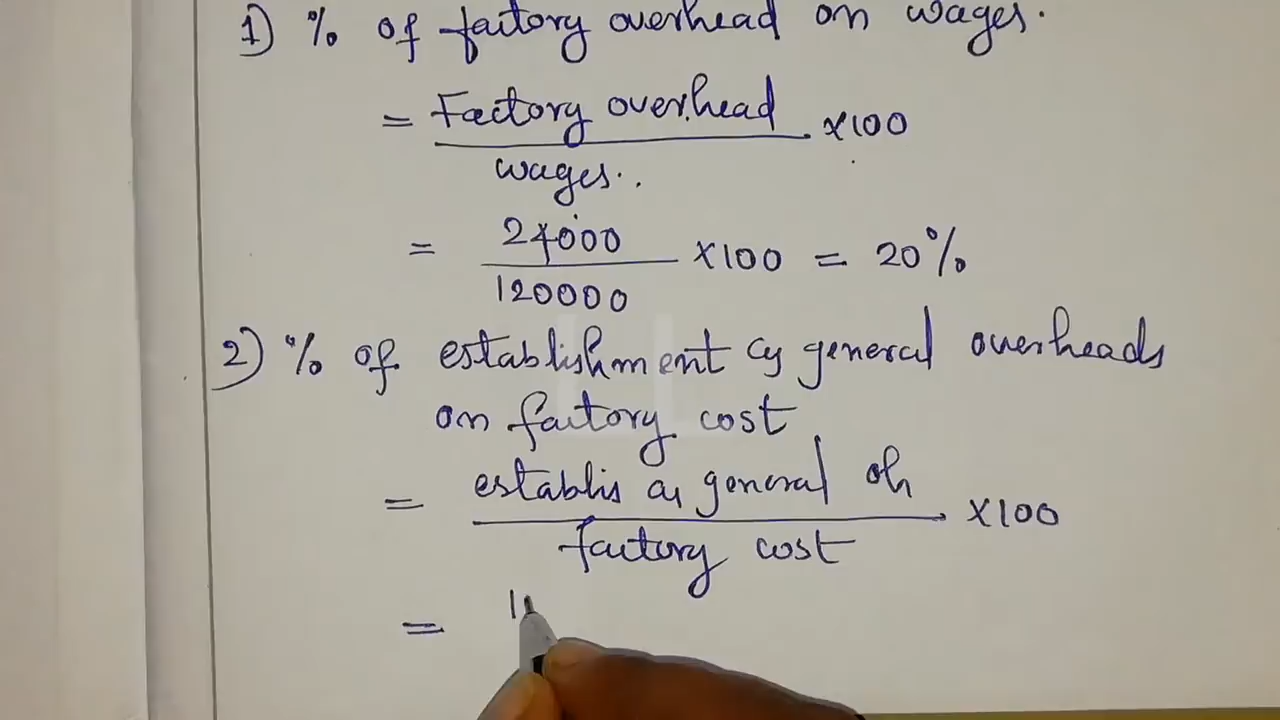 1) % of factory overhead on wages.
= Factory overhead / wages.. x100
= 24000 / 120000 x100 = 20%
2) % of establishment & general overheads
on factory cost
= establis & general oh / factory cost x100
= 1